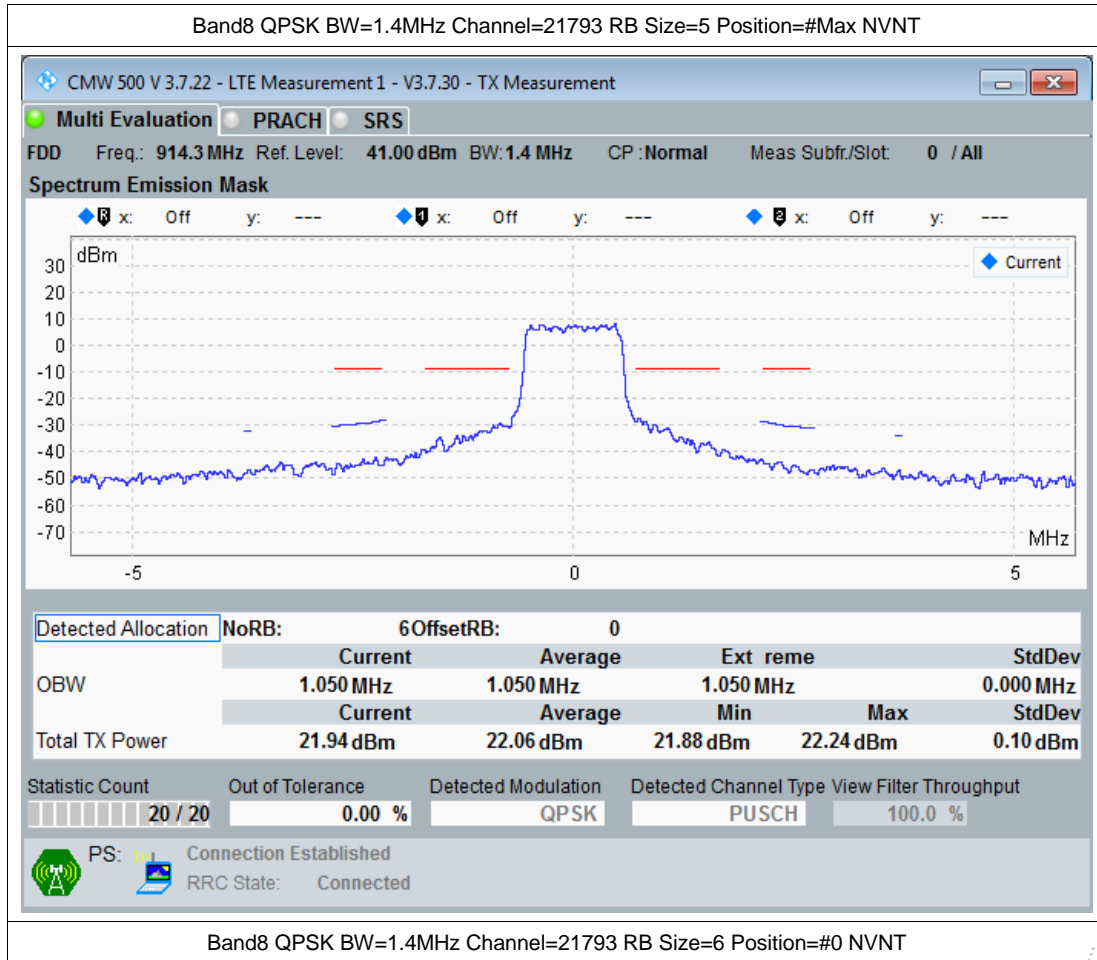 Band8 QPSK BW=1.4MHz Channel=21793 RB Size=5 Position=#Max NVNT
CMW 500 V 3.7.22 - LTE Measurement 1 - V3.7.30 - TX Measurement
Multi Evaluation PRACH SRS
FDD Freq.: 914.3 MHz Ref. Level: 41.00 dBm BW: 1.4 MHz CP : Normal Meas Subfr./Slot: 0 / All
Spectrum Emission Mask
R x: Off y: --- 1 x: Off y: --- 2 x: Off y: ---
dBm
Current
30
20
10
0
-10
-20
-30
-40
-50
-60
-70
MHz
-5 0 5
Detected Allocation NoRB: 6 OffsetRB: 0
Current Average Ext reme StdDev
OBW 1.050 MHz 1.050 MHz 1.050 MHz 0.000 MHz
Current Average Min Max StdDev
Total TX Power 21.94 dBm 22.06 dBm 21.88 dBm 22.24 dBm 0.10 dBm
Statistic Count Out of Tolerance Detected Modulation Detected Channel Type View Filter Throughput
20 / 20 0.00 % QPSK PUSCH 100.0 %
PS: Connection Established
RRC State: Connected
Band8 QPSK BW=1.4MHz Channel=21793 RB Size=6 Position=#0 NVNT